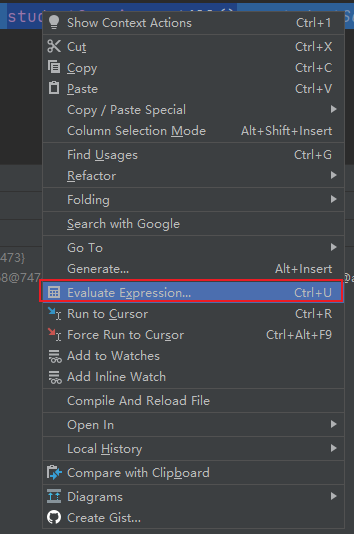 Show Context Actions Ctrl+1
Cut Ctrl+X
Copy Ctrl+C
Paste Ctrl+V
Copy / Paste Special
Column Selection Mode Alt+Shift+Insert
Find Usages Ctrl+G
Refactor
Folding
Search with Google
Go To
473}
Generate... Alt+Insert
Evaluate Expression... Ctrl+U
Run to Cursor Ctrl+R
Force Run to Cursor Ctrl+Alt+F9
Add to Watches
Add Inline Watch
Compile And Reload File
Open In
Local History
Compare with Clipboard
Diagrams
Create Gist...